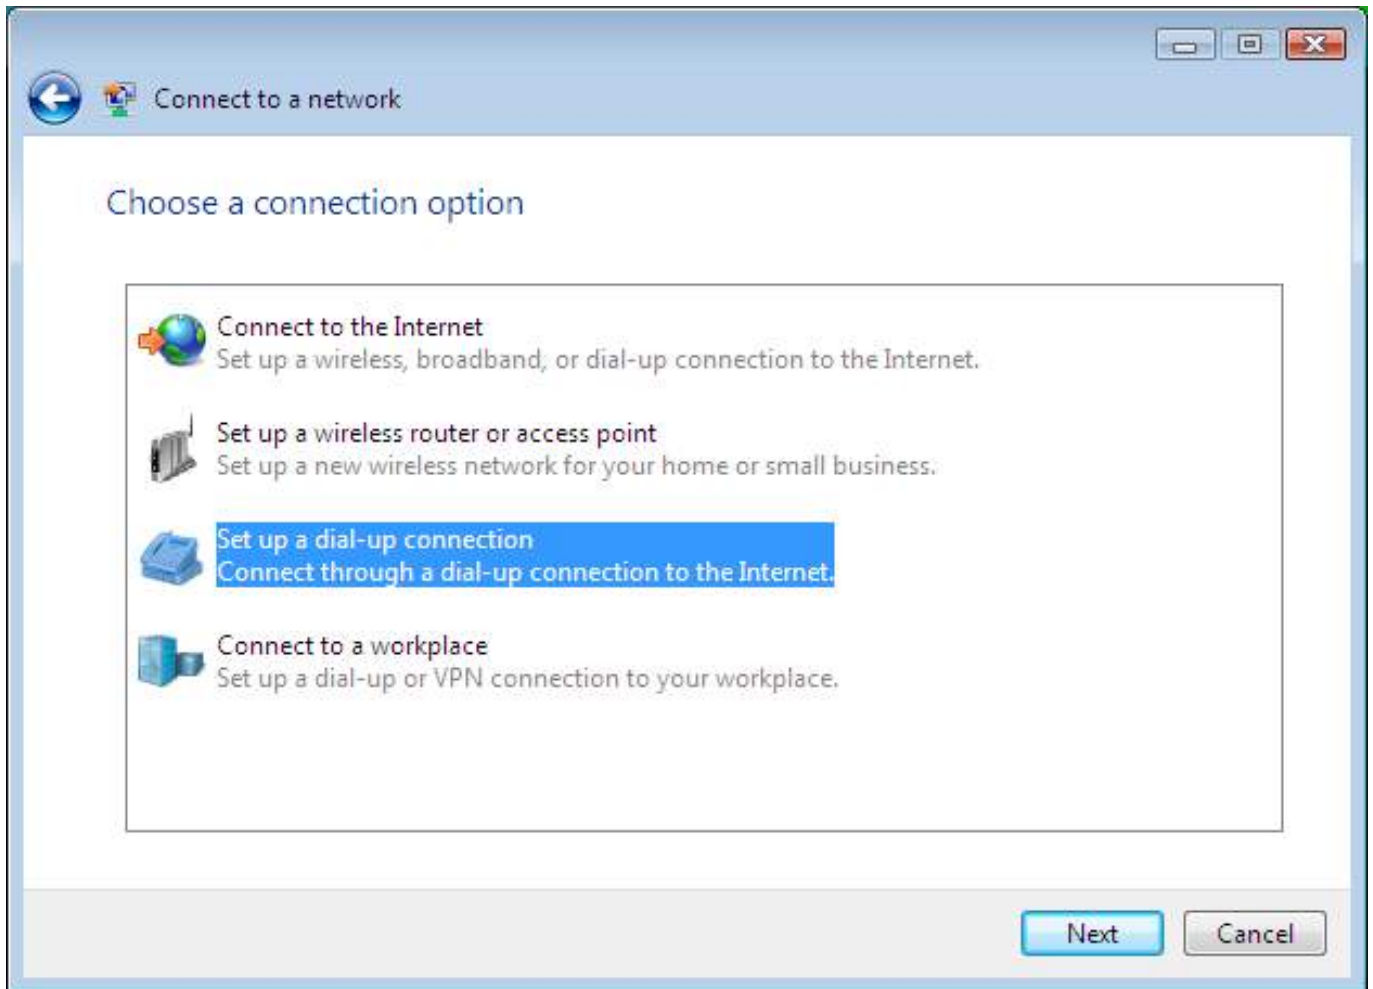 Connect to a network
Choose a connection option
Connect to the Internet
Set up a wireless, broadband, or dial-up connection to the Internet.
Set up a wireless router or access point
Set up a new wireless network for your home or small business.
Set up a dial-up connection
Connect through a dial-up connection to the Internet.
Connect to a workplace
Set up a dial-up or VPN connection to your workplace.
Next
Cancel